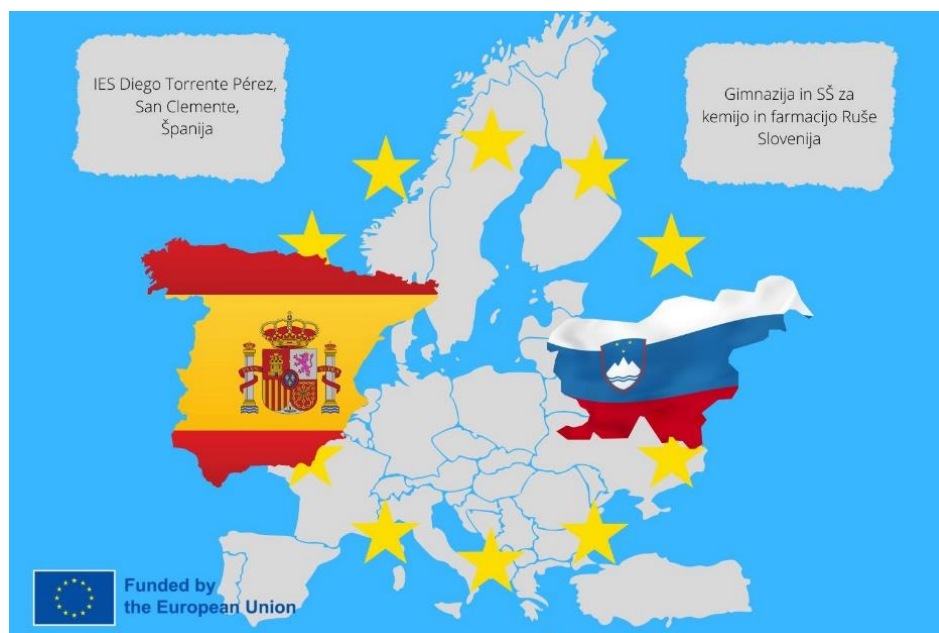 IES Diego Torrente Pérez,
San Clemente,
Španija
Gimnazija in SŠ za
kemijo in farmacijo Ruše
Slovenija
Funded by
the European Union